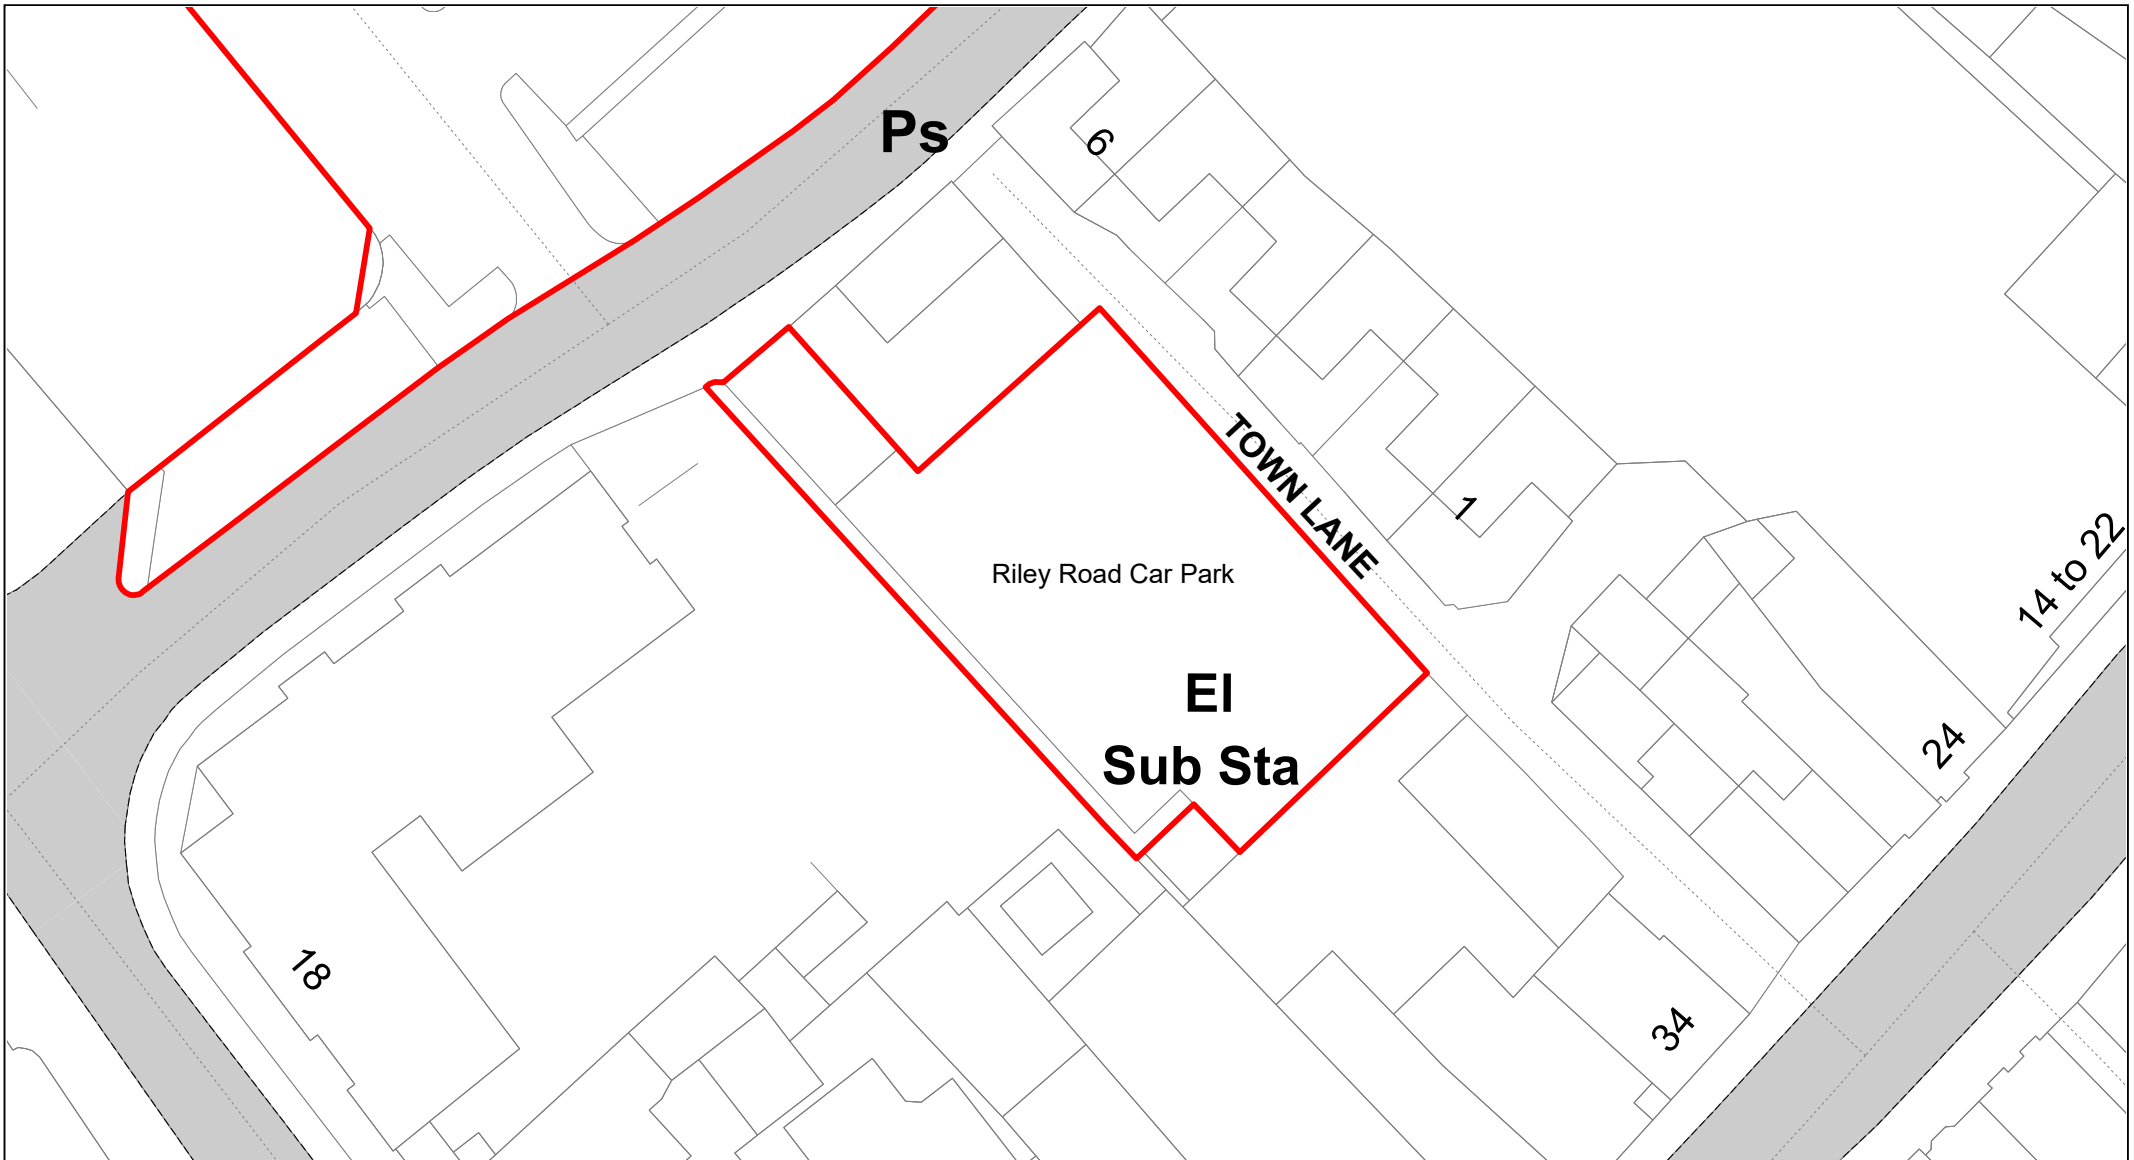 Ps
6
TOWN LANE
1
14 to 22
Riley Road Car Park
El
Sub Sta
24
18
34